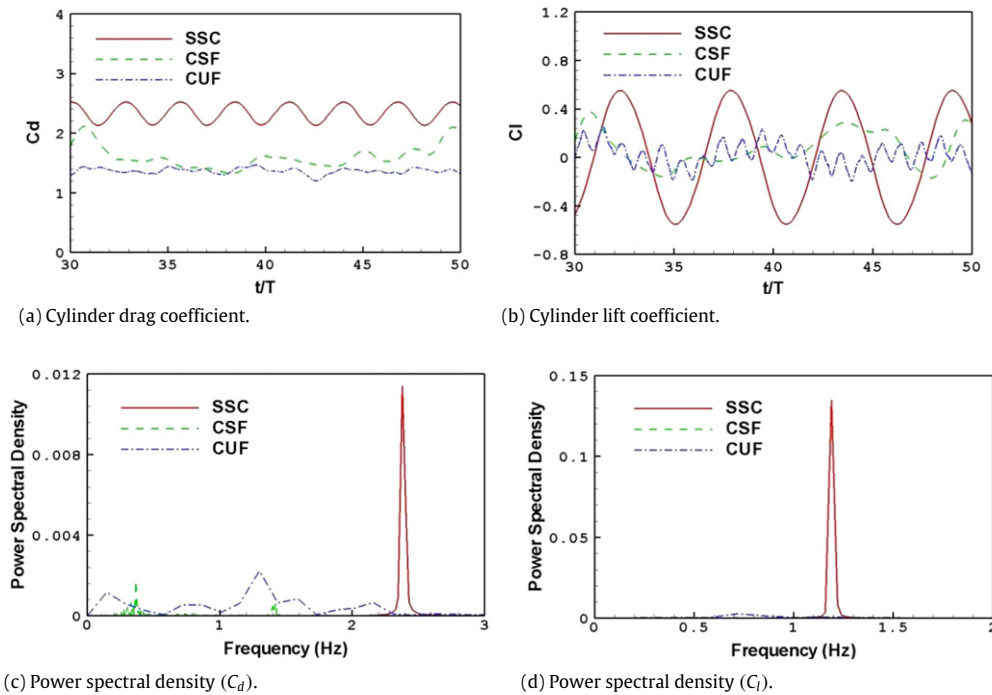 4
3
2
1
0
30
35
40
45
50
Cd
t/T
SSC
CSF
CUF
(a) Cylinder drag coefficient.
1.2
0.8
0.4
0
-0.4
-0.8
30
35
40
45
50
Cl
t/T
SSC
CSF
CUF
(b) Cylinder lift coefficient.
0.012
0.008
0.004
0
0
1
2
3
Power Spectral Density
Frequency (Hz)
SSC
CSF
CUF
(c) Power spectral density (Cd).
0.15
0.1
0.05
0
0
0.5
1
1.5
2
Power Spectral Density
Frequency (Hz)
SSC
CSF
CUF
(d) Power spectral density (Cl).